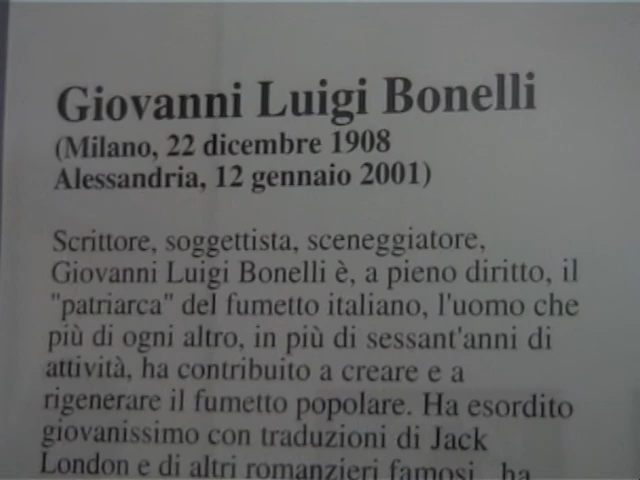 Giovanni Luigi Bonelli
(Milano, 22 dicembre 1908
Alessandria, 12 gennaio 2001)
Scrittore, soggettista, sceneggiatore,
Giovanni Luigi Bonelli è, a pieno diritto, il
"patriarca" del fumetto italiano, l'uomo che
più di ogni altro, in più di sessant'anni di
attività, ha contribuito a creare e a
rigenerare il fumetto popolare. Ha esordito
giovanissimo con traduzioni di Jack
London e di altri romanzieri famosi, ha